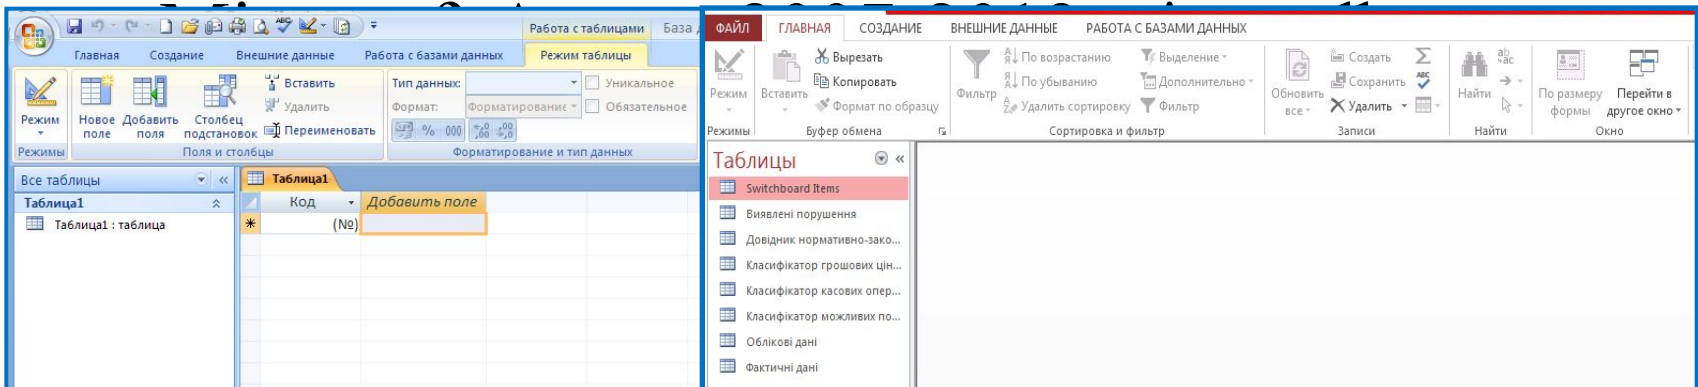 Работа с таблицами База
Главная Создание Внешние данные Работа с базами данных Режим таблицы
Режим
Новое поле
Добавить поля
Столбец подстановок
Вставить
Удалить
Переименовать
Тип данных:
Формат: Форматирование
% 000
Уникальное
Обязательное
Режимы Поля и столбцы Форматирование и тип данных
Все таблицы
Таблица1
Таблица1 : таблица
Таблица1
Код Добавить поле
(№)
ФАЙЛ ГЛАВНАЯ СОЗДАНИЕ ВНЕШНИЕ ДАННЫЕ РАБОТА С БАЗАМИ ДАННЫХ
Режим
Вставить
Вырезать
Копировать
Формат по образцу
Фильтр
По возрастанию
По убыванию
Удалить сортировку
Выделение
Дополнительно
Фильтр
Обновить все
Создать
Сохранить
Удалить
Найти
По размеру формы
Перейти в другое окно
Режимы Буфер обмена Сортировка и фильтр Записи Найти Окно
Таблицы
Switchboard Items
Виявлені порушення
Довідник нормативно-зако...
Класифікатор грошових цін...
Класифікатор касових опер...
Класифікатор можливих по...
Облікові дані
Фактичні дані